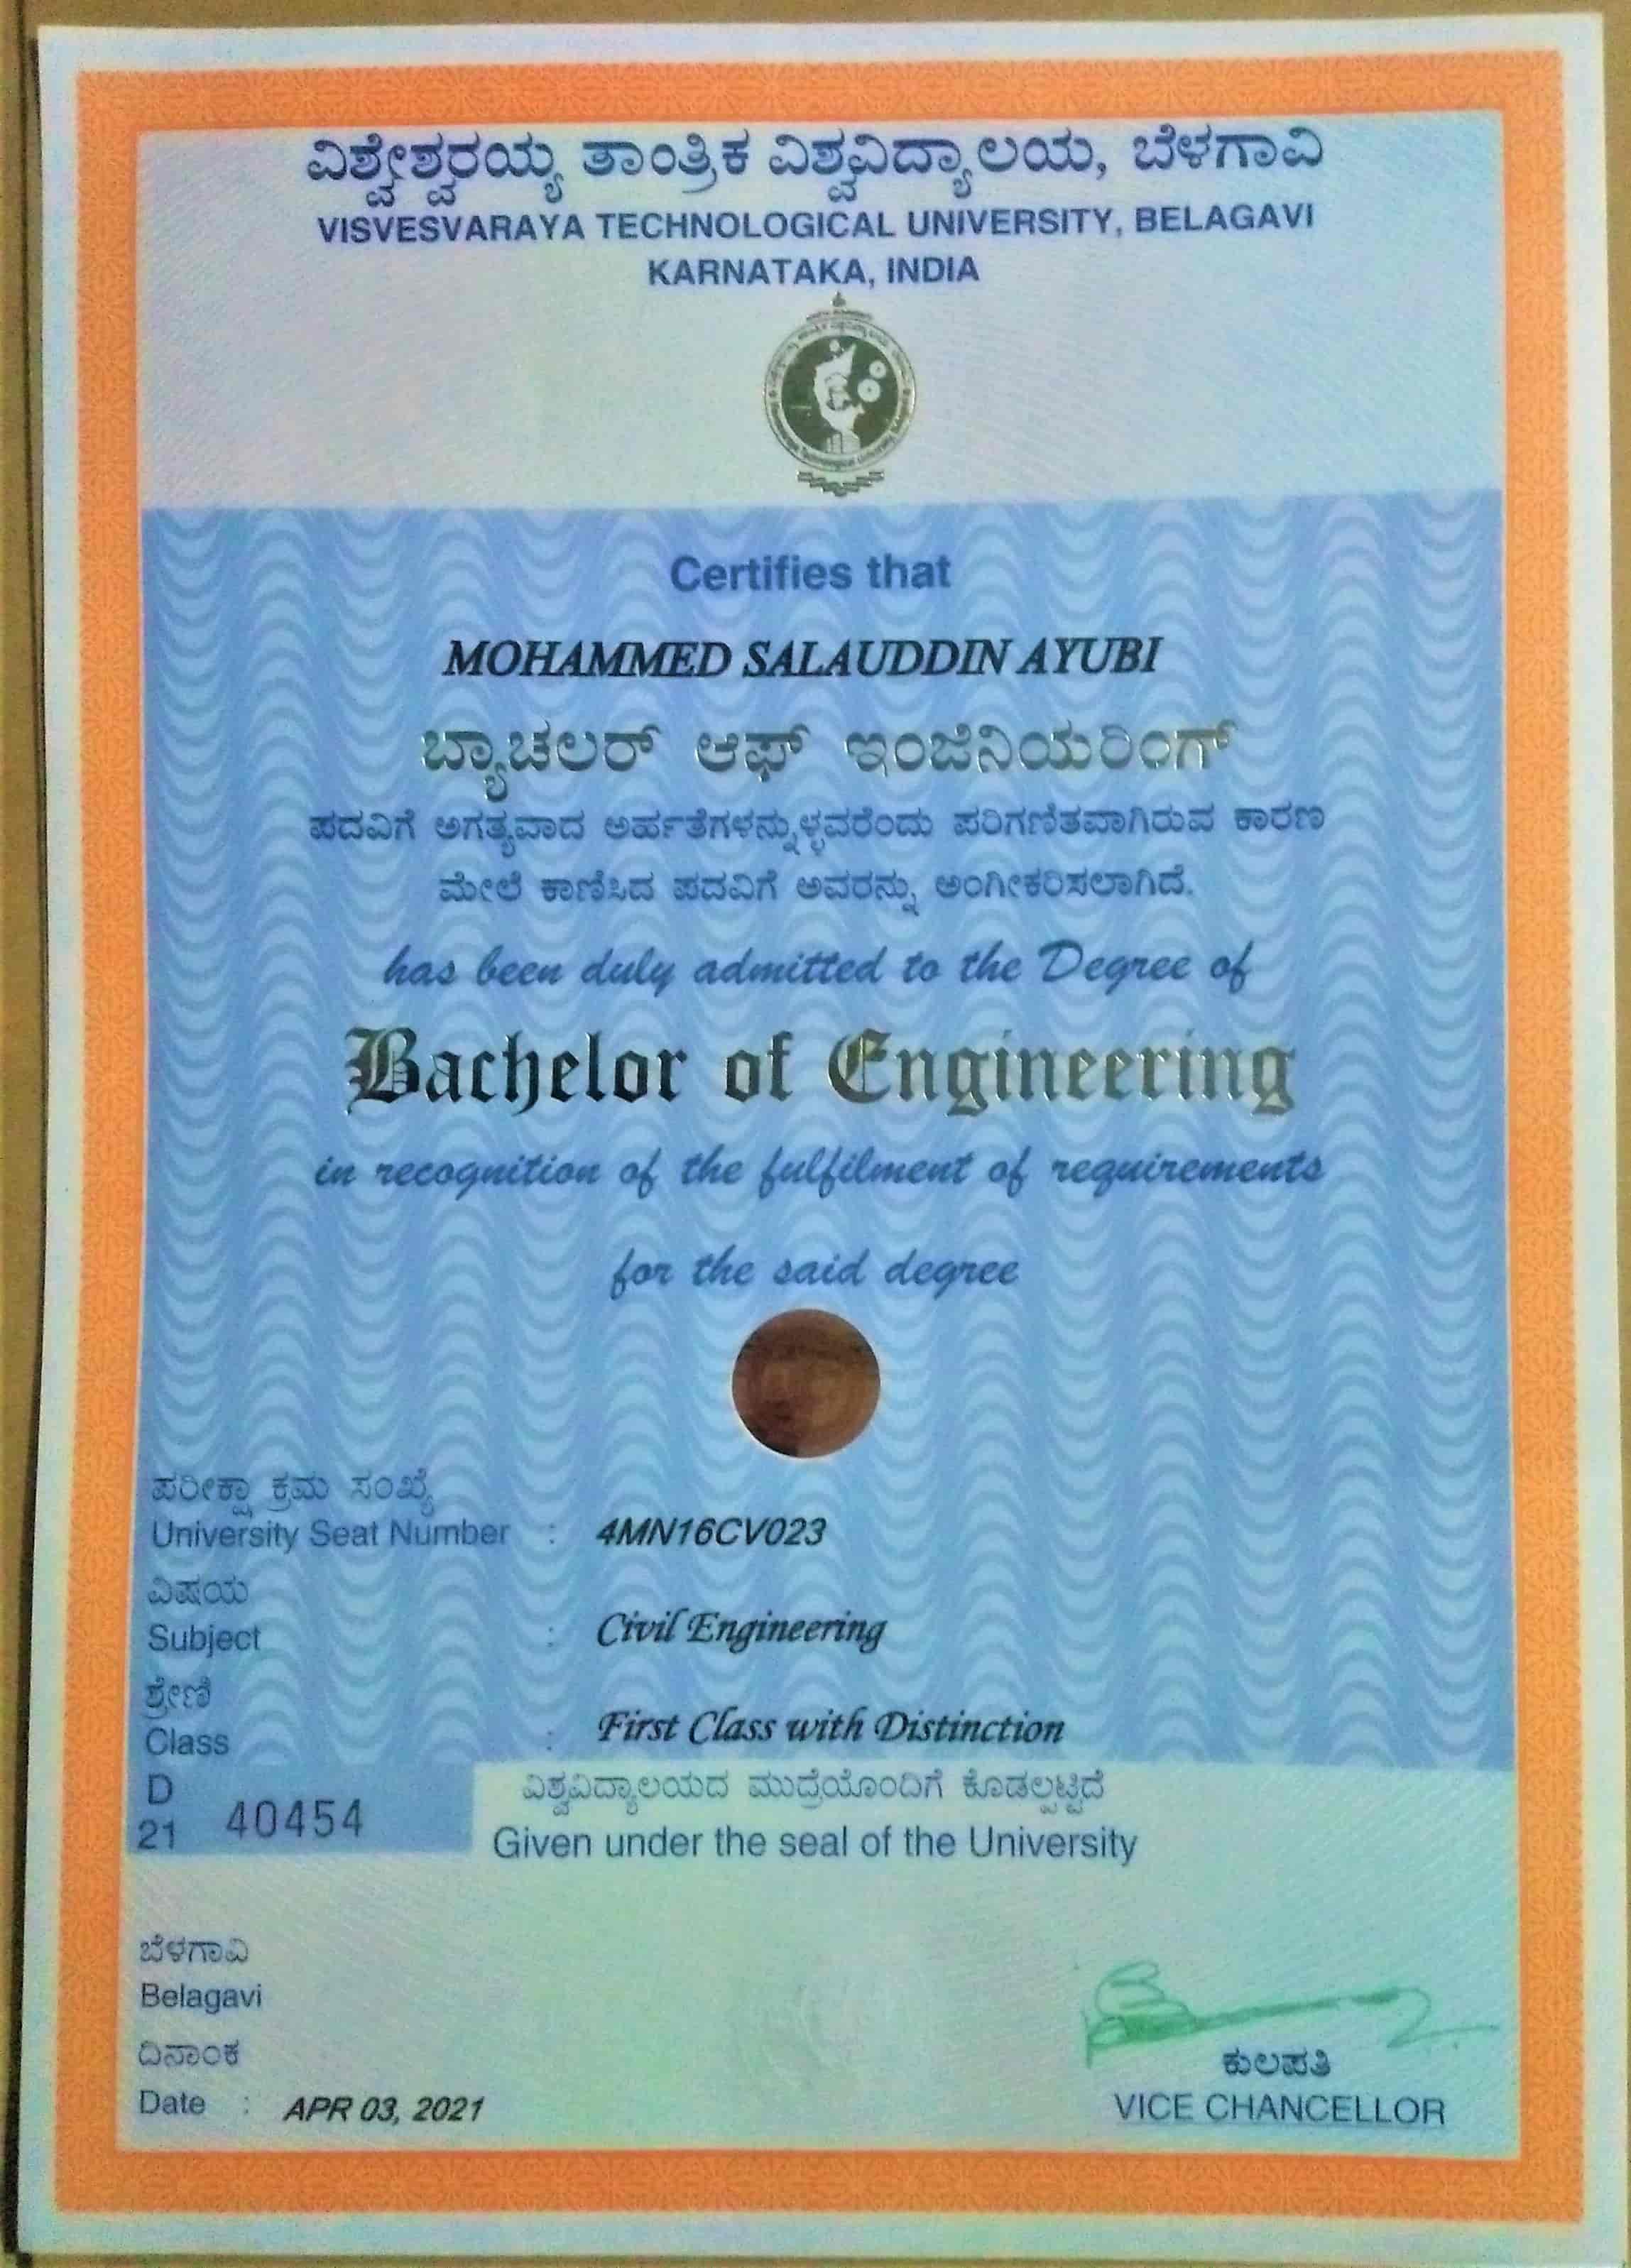 ವಿಶ್ವೇಶ್ವರಯ್ಯ ತಾಂತ್ರಿಕ ವಿಶ್ವವಿದ್ಯಾಲಯ, ಬೆಳಗಾವಿ
VISVESVARAYA TECHNOLOGICAL UNIVERSITY, BELAGAVI
KARNATAKA, INDIA
Certifies that
MOHAMMED SALAUDDIN AYUBI
ಬ್ಯಾಚಲರ್ ಆಫ್ ಇಂಜಿನಿಯರಿಂಗ್
ಪದವಿಗೆ ಅಗತ್ಯವಾದ ಅರ್ಹತೆಗಳನ್ನುಳ್ಳವರೆಂದು ಪರಿಗಣಿತವಾಗಿರುವ ಕಾರಣ
ಮೇಲೆ ಕಾಣಿಸಿದ ಪದವಿಗೆ ಅವರನ್ನು ಅಂಗೀಕರಿಸಲಾಗಿದೆ.
has been duly admitted to the Degree of
Bachelor of Engineering
in recognition of the fulfilment of requirements
for the said degree
ಪರೀಕ್ಷಾ ಕ್ರಮ ಸಂಖ್ಯೆ
University Seat Number : 4MN16CV023
ವಿಷಯ
Subject : Civil Engineering
ಶ್ರೇಣಿ
Class : First Class with Distinction
D
21 40454
ವಿಶ್ವವಿದ್ಯಾಲಯದ ಮುದ್ರೆಯೊಂದಿಗೆ ಕೊಡಲ್ಪಟ್ಟಿದೆ
Given under the seal of the University
ಬೆಳಗಾವಿ
Belagavi
ದಿನಾಂಕ
Date : APR 03, 2021
ಕುಲಪತಿ
VICE CHANCELLOR